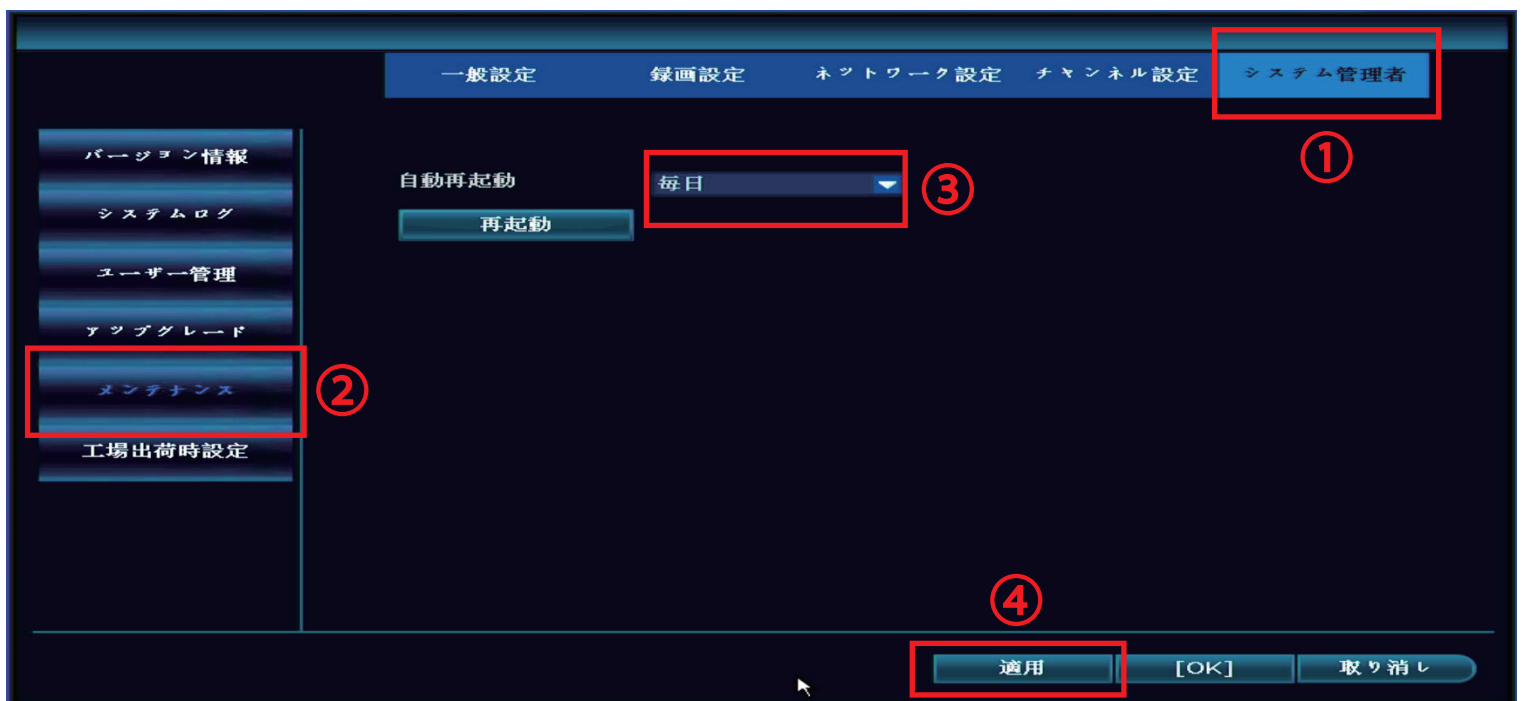 一般設定 録画設定 ネットワーク設定 チャンネル設定 システム管理者
①
バージョン情報
自動再起動 毎日 ③
システムログ
再起動
ユーザー管理
アップグレード
メンテナンス ②
工場出荷時設定
④
適用 [OK] 取り消し